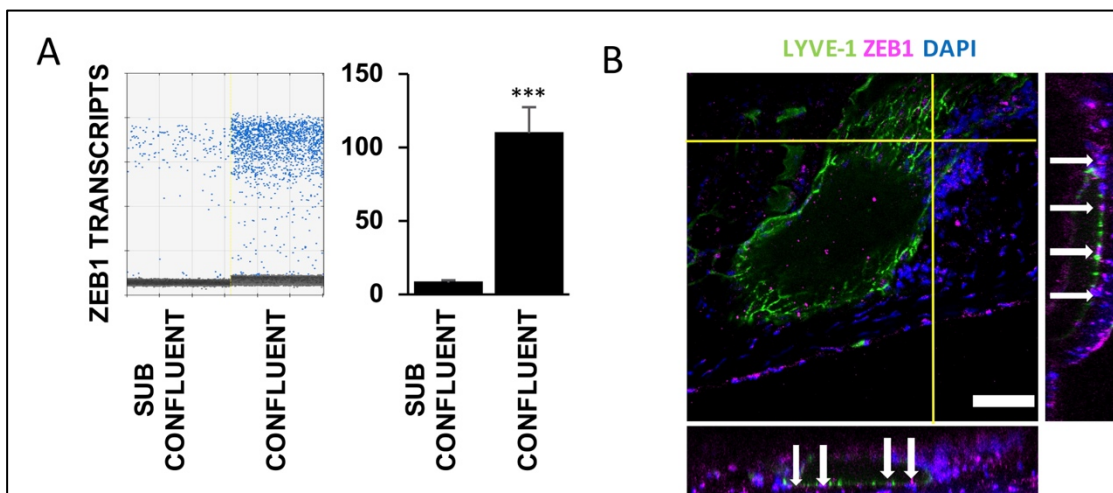 A
ZEB1 TRANSCRIPTS
SUB
CONFLUENT
CONFLUENT
150
100
50
0
***
SUB
CONFLUENT
CONFLUENT
B
LYVE-1 ZEB1 DAPI